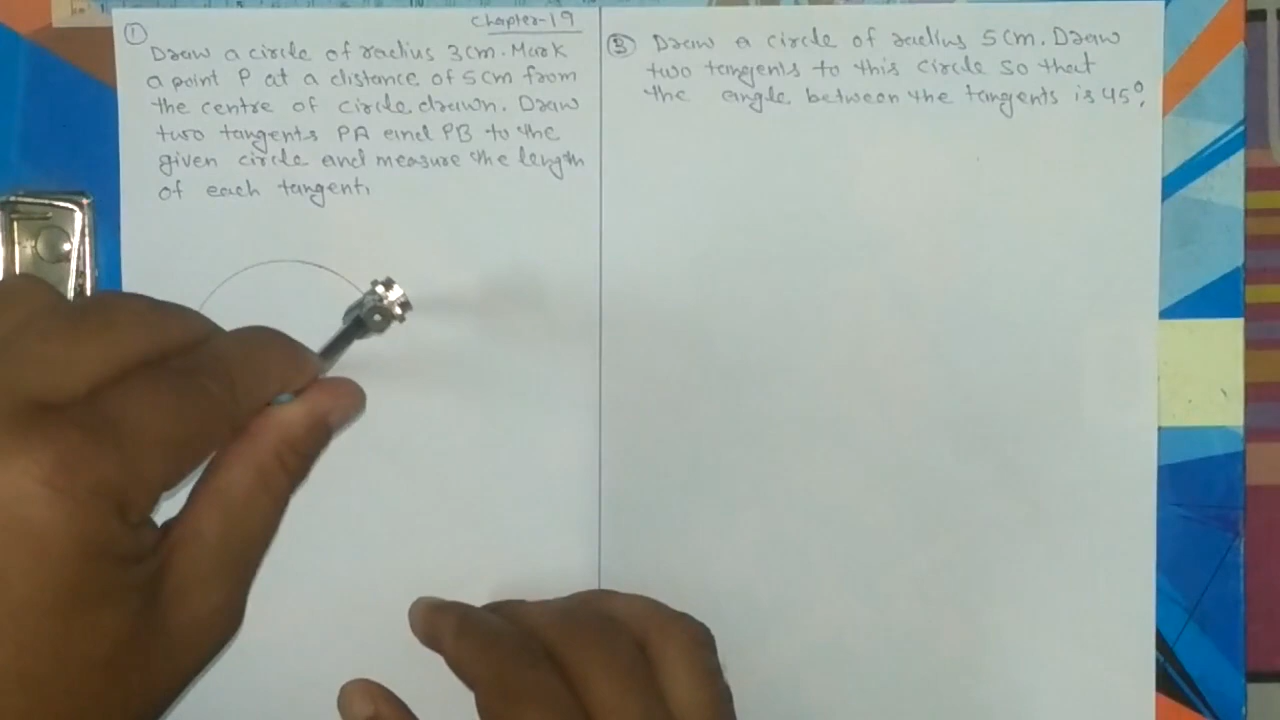 Chapter-19
① Draw a circle of radius 3cm. Mark
a point P at a distance of 5cm from
the centre of circle drawn. Draw
two tangents PA and PB to the
given circle and measure the length
of each tangent.
③ Draw a circle of radius 5cm. Draw
two tangents to this circle so that
the angle between the tangents is 45°.